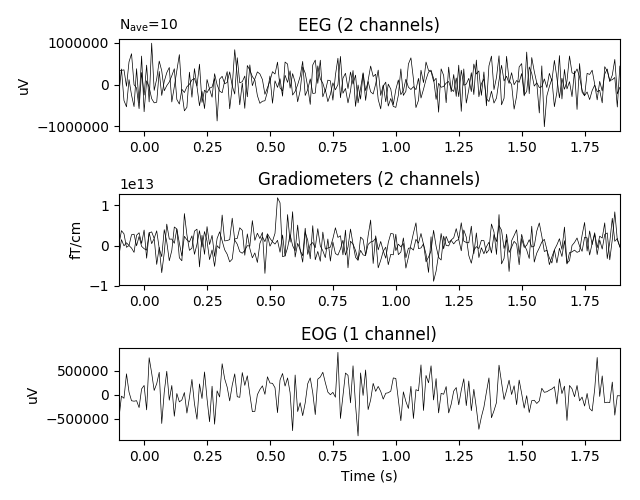 N_ave=10
EEG (2 channels)
1000000
0
−1000000
uV
0.00 0.25 0.50 0.75 1.00 1.25 1.50 1.75
1e13
Gradiometers (2 channels)
1
0
−1
fT/cm
0.00 0.25 0.50 0.75 1.00 1.25 1.50 1.75
EOG (1 channel)
500000
0
−500000
uV
0.00 0.25 0.50 0.75 1.00 1.25 1.50 1.75
Time (s)